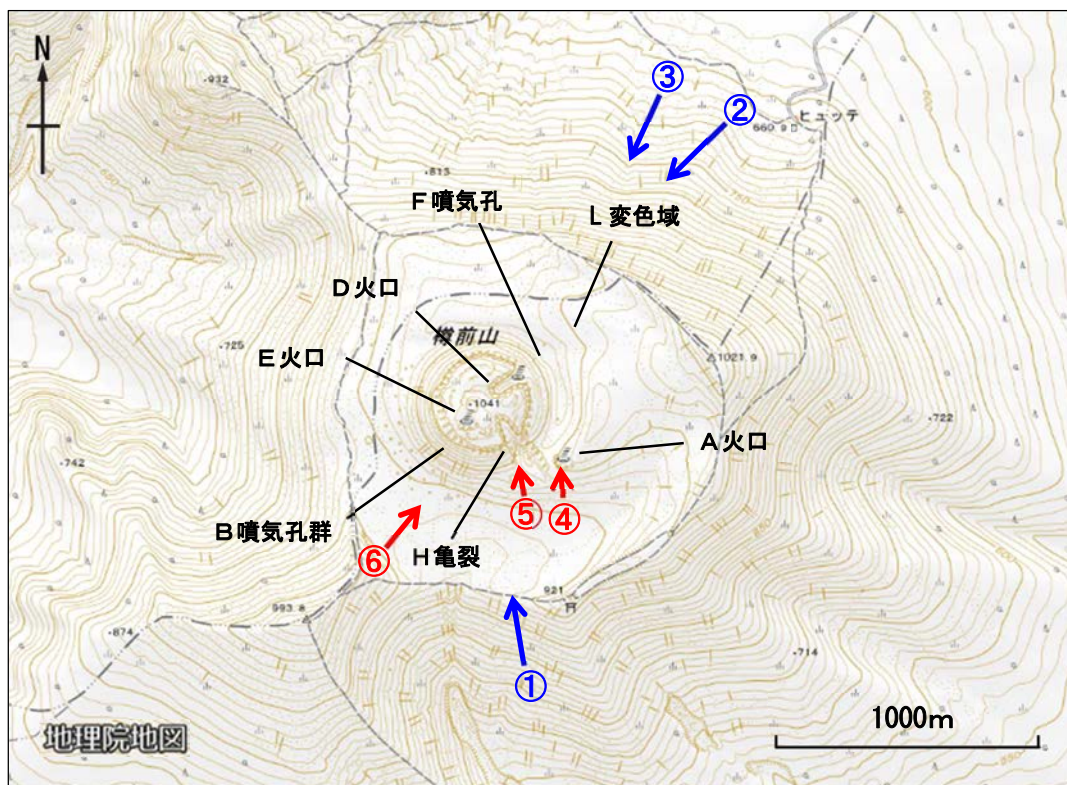 N
・932
③
②
ヒュッテ
660.9
600
・813
F噴気孔
L変色域
D火口
樽前山
・725
E火口
1021.9
・1041
・722
A火口
・742
⑤
④
B噴気孔群
⑥
H亀裂
921
993.8
・874
・714
①
1000m
地理院地図